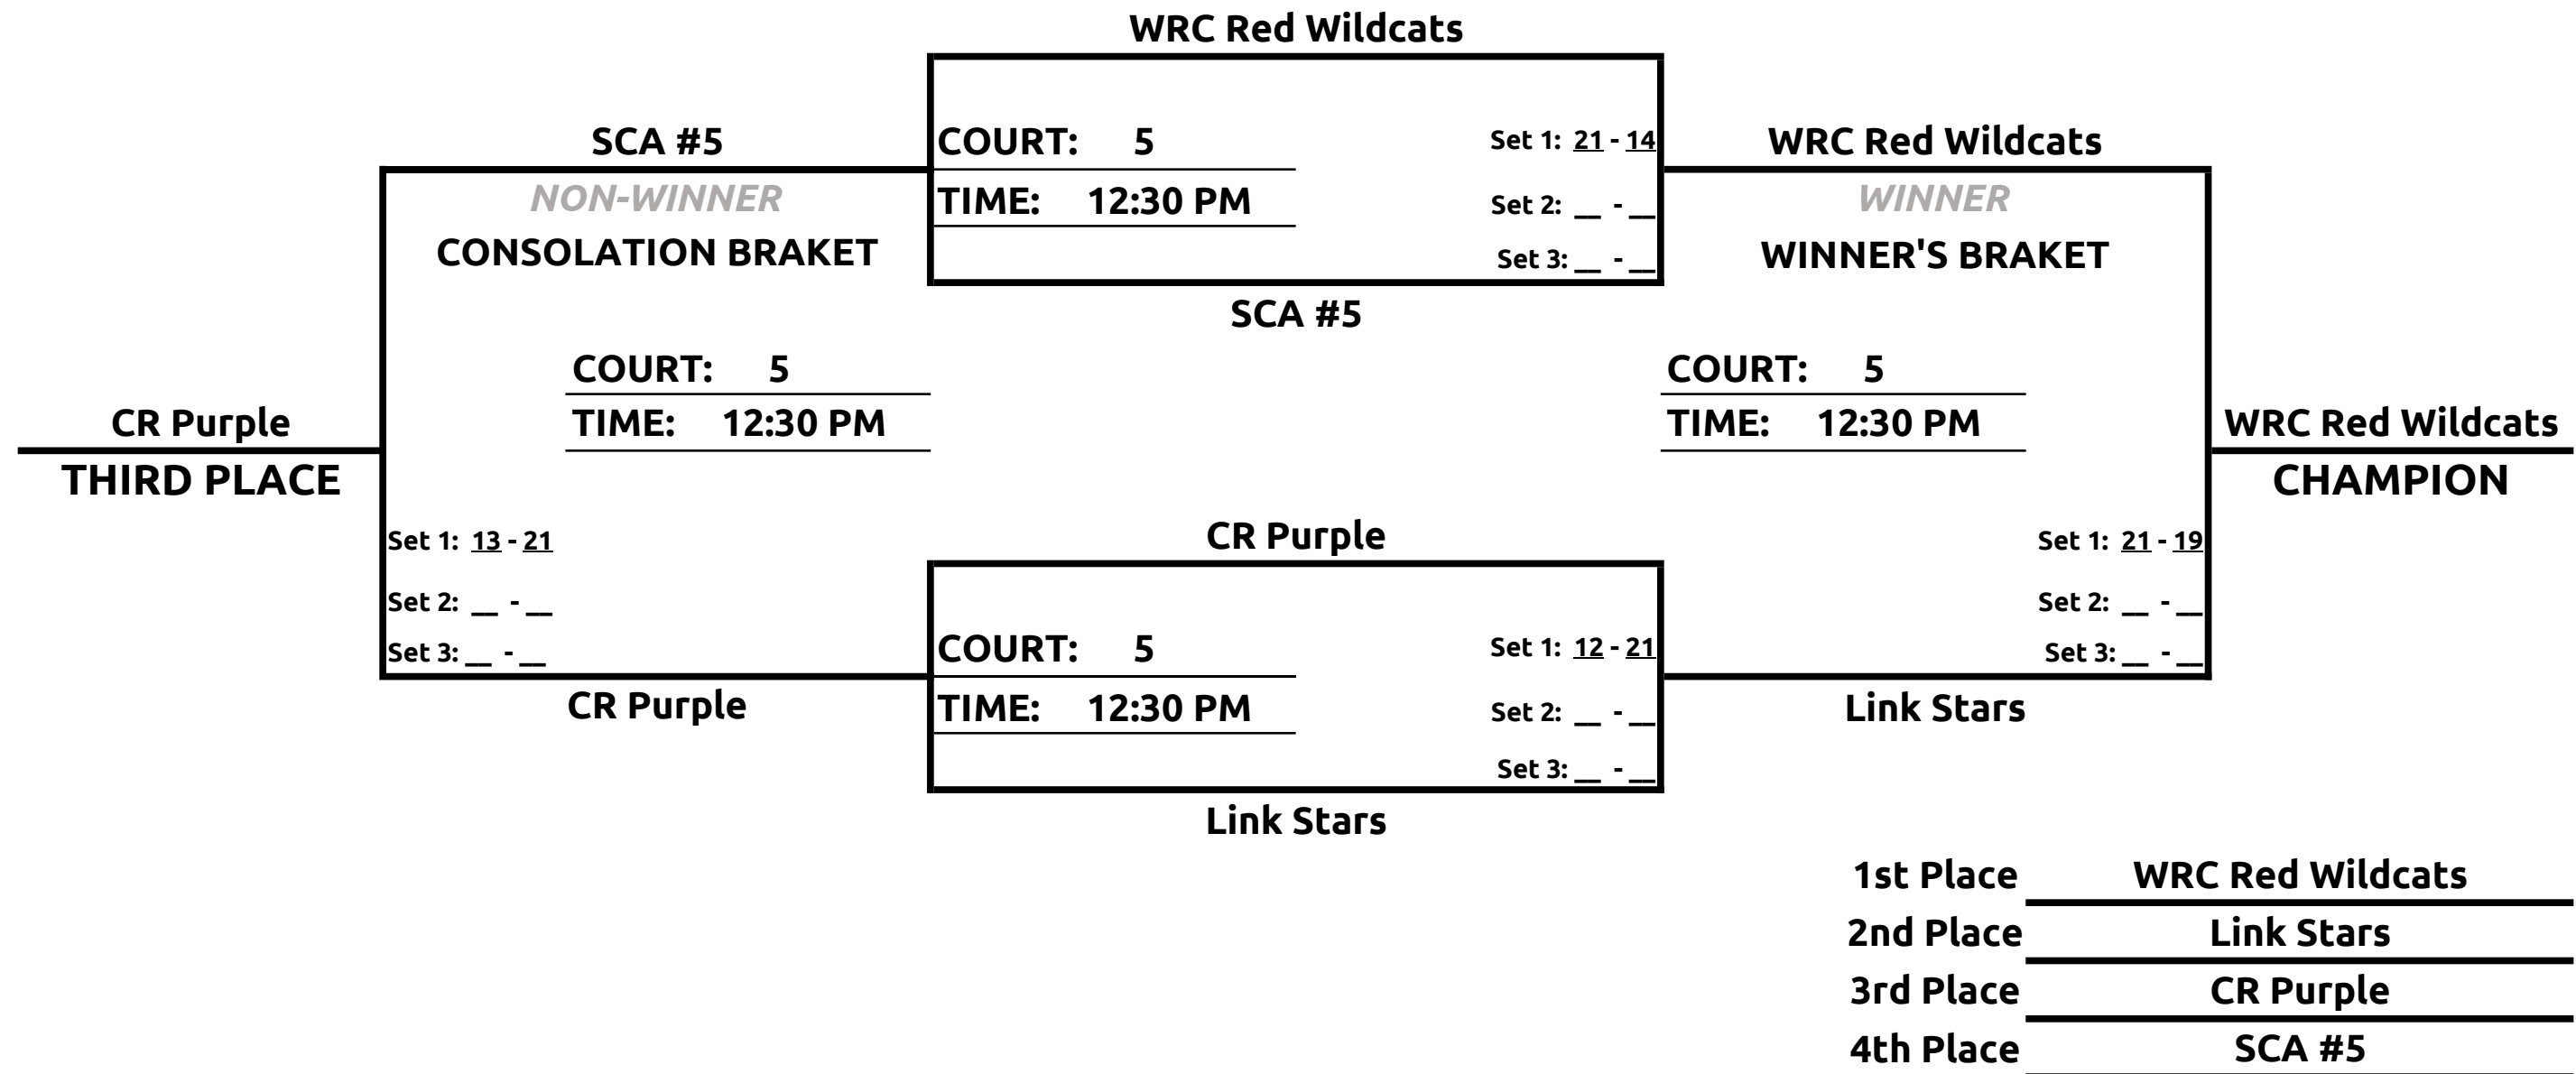 WRC Red Wildcats
SCA #5
COURT: 5
Set 1: 21 - 14
WRC Red Wildcats
NON-WINNER
TIME: 12:30 PM
Set 2: __ - __
WINNER
CONSOLATION BRAKET
Set 3: __ - __
WINNER'S BRAKET
SCA #5
COURT: 5
COURT: 5
CR Purple
TIME: 12:30 PM
TIME: 12:30 PM
WRC Red Wildcats
THIRD PLACE
CHAMPION
Set 1: 13 - 21
CR Purple
Set 1: 21 - 19
Set 2: __ - __
Set 2: __ - __
Set 3: __ - __
COURT: 5
Set 1: 12 - 21
Set 3: __ - __
CR Purple
TIME: 12:30 PM
Set 2: __ - __
Link Stars
Set 3: __ - __
Link Stars
1st Place WRC Red Wildcats
2nd Place Link Stars
3rd Place CR Purple
4th Place SCA #5